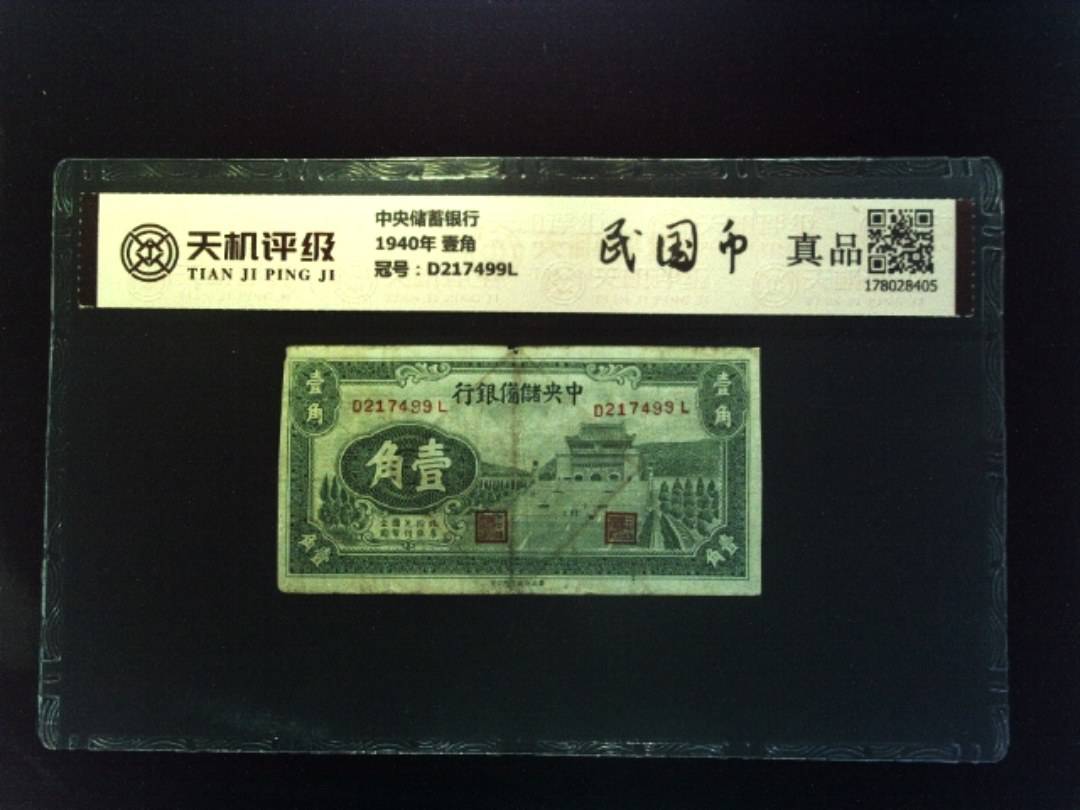 天机评级
TIAN JI PING JI
中央储蓄银行
1940年 壹角
冠号：D217499L
民国币
真品
178028405
行銀備儲央中
D217499L
D217499L
壹角
壹角
角壹
壹角
角壹